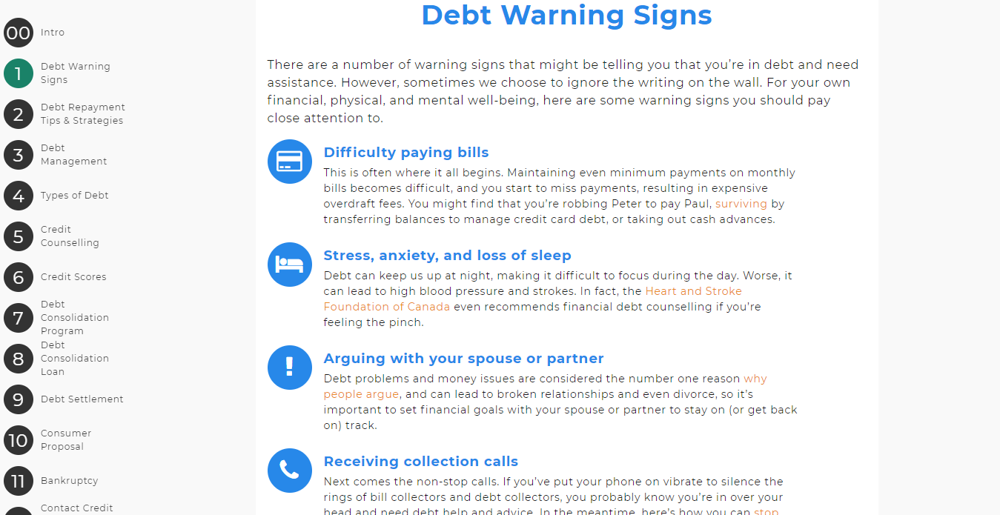 00 Intro
1 Debt Warning
Signs
2 Debt Repayment
Tips & Strategies
3 Debt
Management
4 Types of Debt
5 Credit
Counselling
6 Credit Scores
7 Debt
Consolidation
Program
8 Debt
Consolidation
Loan
9 Debt Settlement
10 Consumer
Proposal
11 Bankruptcy
Contact Credit
Debt Warning Signs
There are a number of warning signs that might be telling you that you’re in debt and need
assistance. However, sometimes we choose to ignore the writing on the wall. For your own
financial, physical, and mental well-being, here are some warning signs you should pay
close attention to.
Difficulty paying bills
This is often where it all begins. Maintaining even minimum payments on monthly
bills becomes difficult, and you start to miss payments, resulting in expensive
overdraft fees. You might find that you’re robbing Peter to pay Paul, surviving by
transferring balances to manage credit card debt, or taking out cash advances.
Stress, anxiety, and loss of sleep
Debt can keep us up at night, making it difficult to focus during the day. Worse, it
can lead to high blood pressure and strokes. In fact, the Heart and Stroke
Foundation of Canada even recommends financial debt counselling if you’re
feeling the pinch.
Arguing with your spouse or partner
Debt problems and money issues are considered the number one reason why
people argue, and can lead to broken relationships and even divorce, so it’s
important to set financial goals with your spouse or partner to stay on (or get back
on) track.
Receiving collection calls
Next comes the non-stop calls. If you’ve put your phone on vibrate to silence the
rings of bill collectors and debt collectors, you probably know you’re in over your
head and need debt help and advice. In the meantime, here’s how you can stop